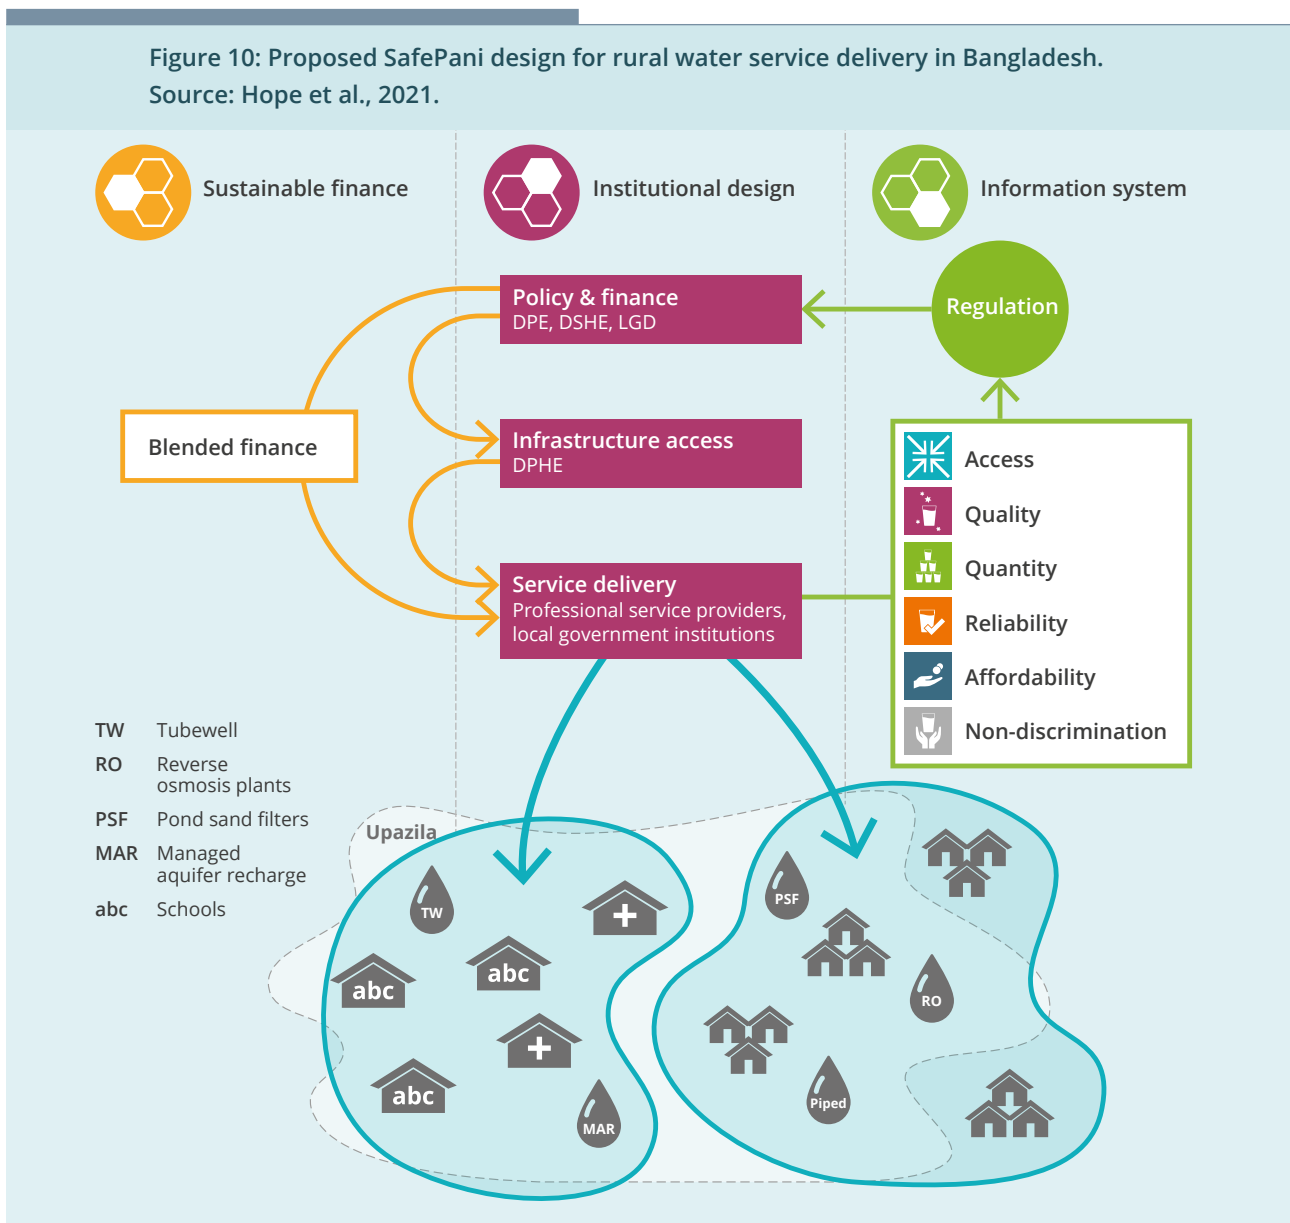 Figure 10: Proposed SafePani design for rural water service delivery in Bangladesh.
Source: Hope et al., 2021.
Sustainable finance
Institutional design
Information system
Policy & finance
DPE, DSHE, LGD
Regulation
Blended finance
Infrastructure access
DPHE
Service delivery
Professional service providers,
local government institutions
Access
Quality
Quantity
Reliability
Affordability
Non-discrimination
TW Tubewell
RO Reverse
osmosis plants
PSF Pond sand filters
MAR Managed
aquifer recharge
abc Schools
Upazila
TW
abc
abc
abc
MAR
PSF
RO
Piped